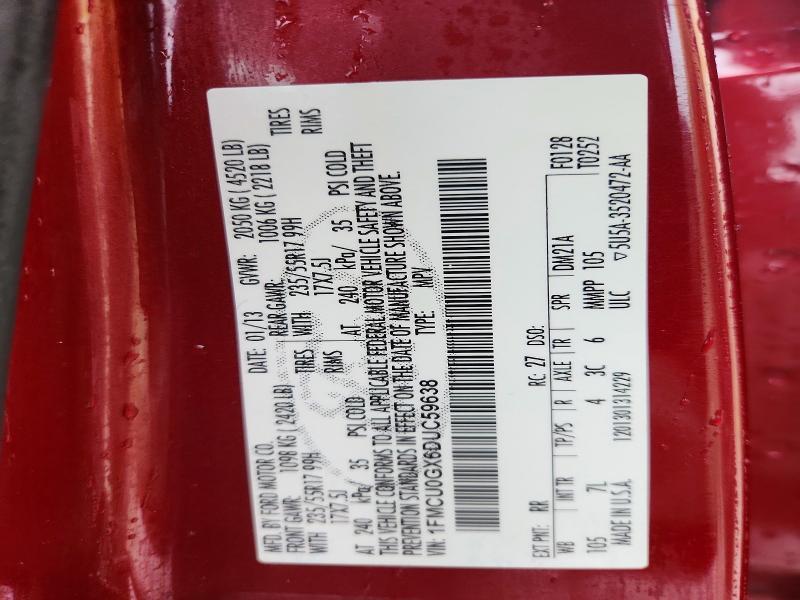 MFD. BY FORD MOTOR CO.
DATE: 01/13 GVWR: 2050 KG ( 4520 LB)
FRONT GAWR: 1098 KG ( 2420 LB) REAR GAWR: 1006 KG ( 2218 LB)
WITH 235/55R17 99H TIRES WITH 235/55R17 99H TIRES
17X7.5J RIMS 17X7.5J RIMS
AT 240 kPa/ 35 PSI COLD AT 240 kPa/ 35 PSI COLD
THIS VEHICLE CONFORMS TO ALL APPLICABLE FEDERAL MOTOR VEHICLE SAFETY AND THEFT
PREVENTION STANDARDS IN EFFECT ON THE DATE OF MANUFACTURE SHOWN ABOVE.
VIN: 1FMCU0GX6DUC59638 TYPE: MPV
EXT PNT: RR RC: 27 DSO: F0128
WB MTTR TP/PS R AXLE TR SPR DM21A T0252
105 7L 4 3C 6 MMPP 105
MADE IN U.S.A. 1201301314229 ULC ▽5U5A-3520472-AA